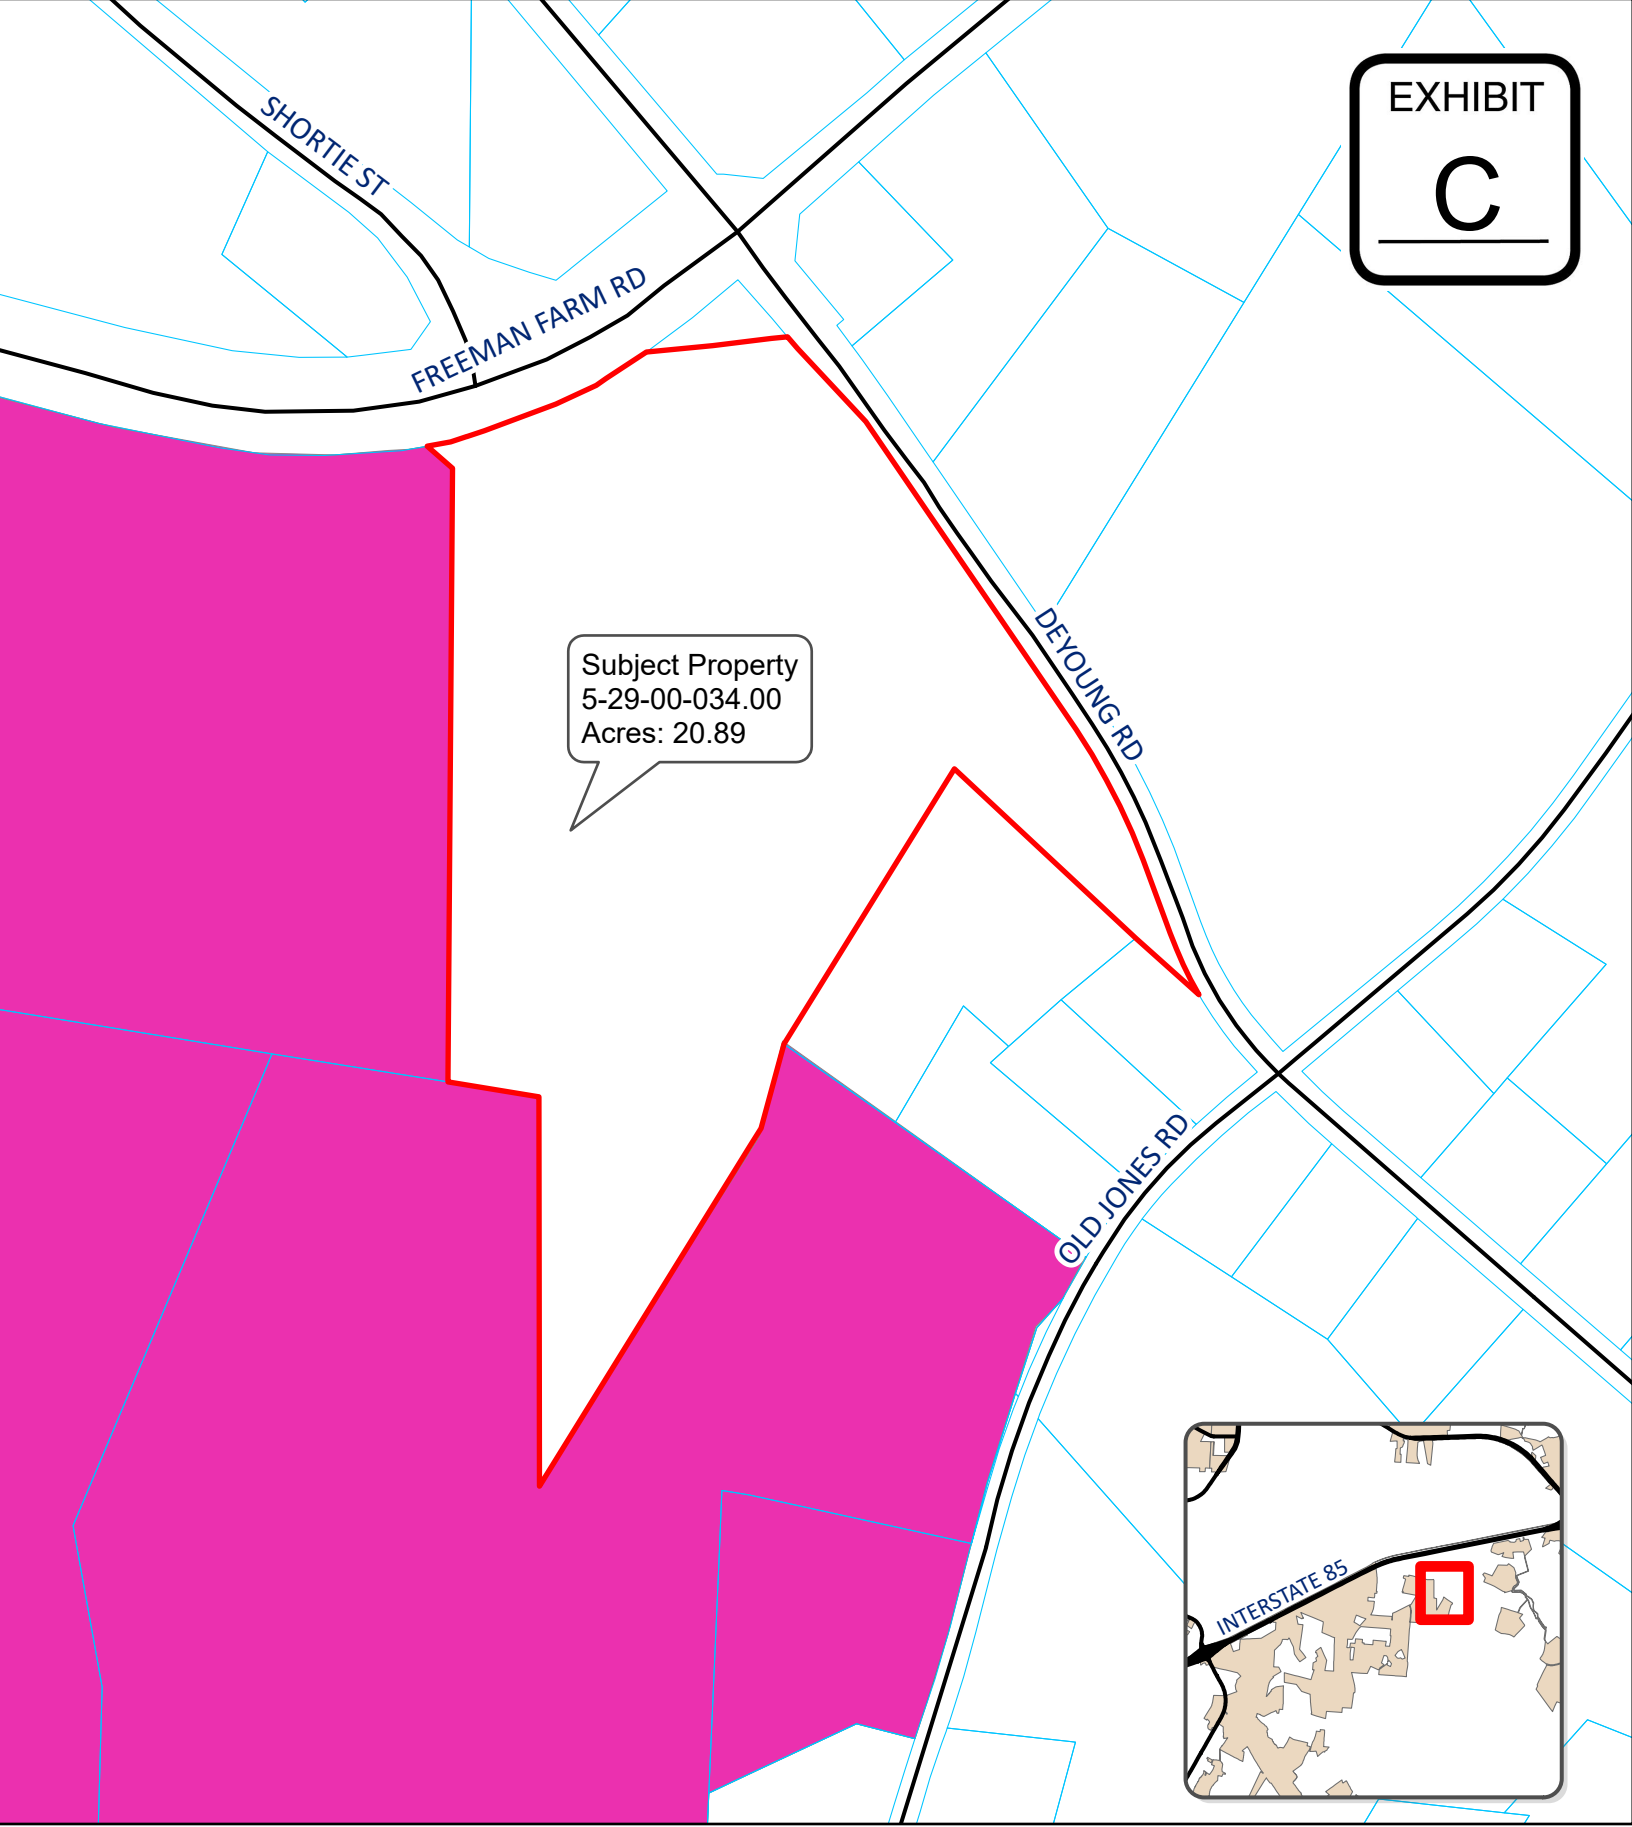 EXHIBIT
C
SHORTIE ST
FREEMAN FARM RD
Subject Property
5-29-00-034.00
Acres: 20.89
DEYOUNG RD
OLD JONES RD
INTERSTATE 85